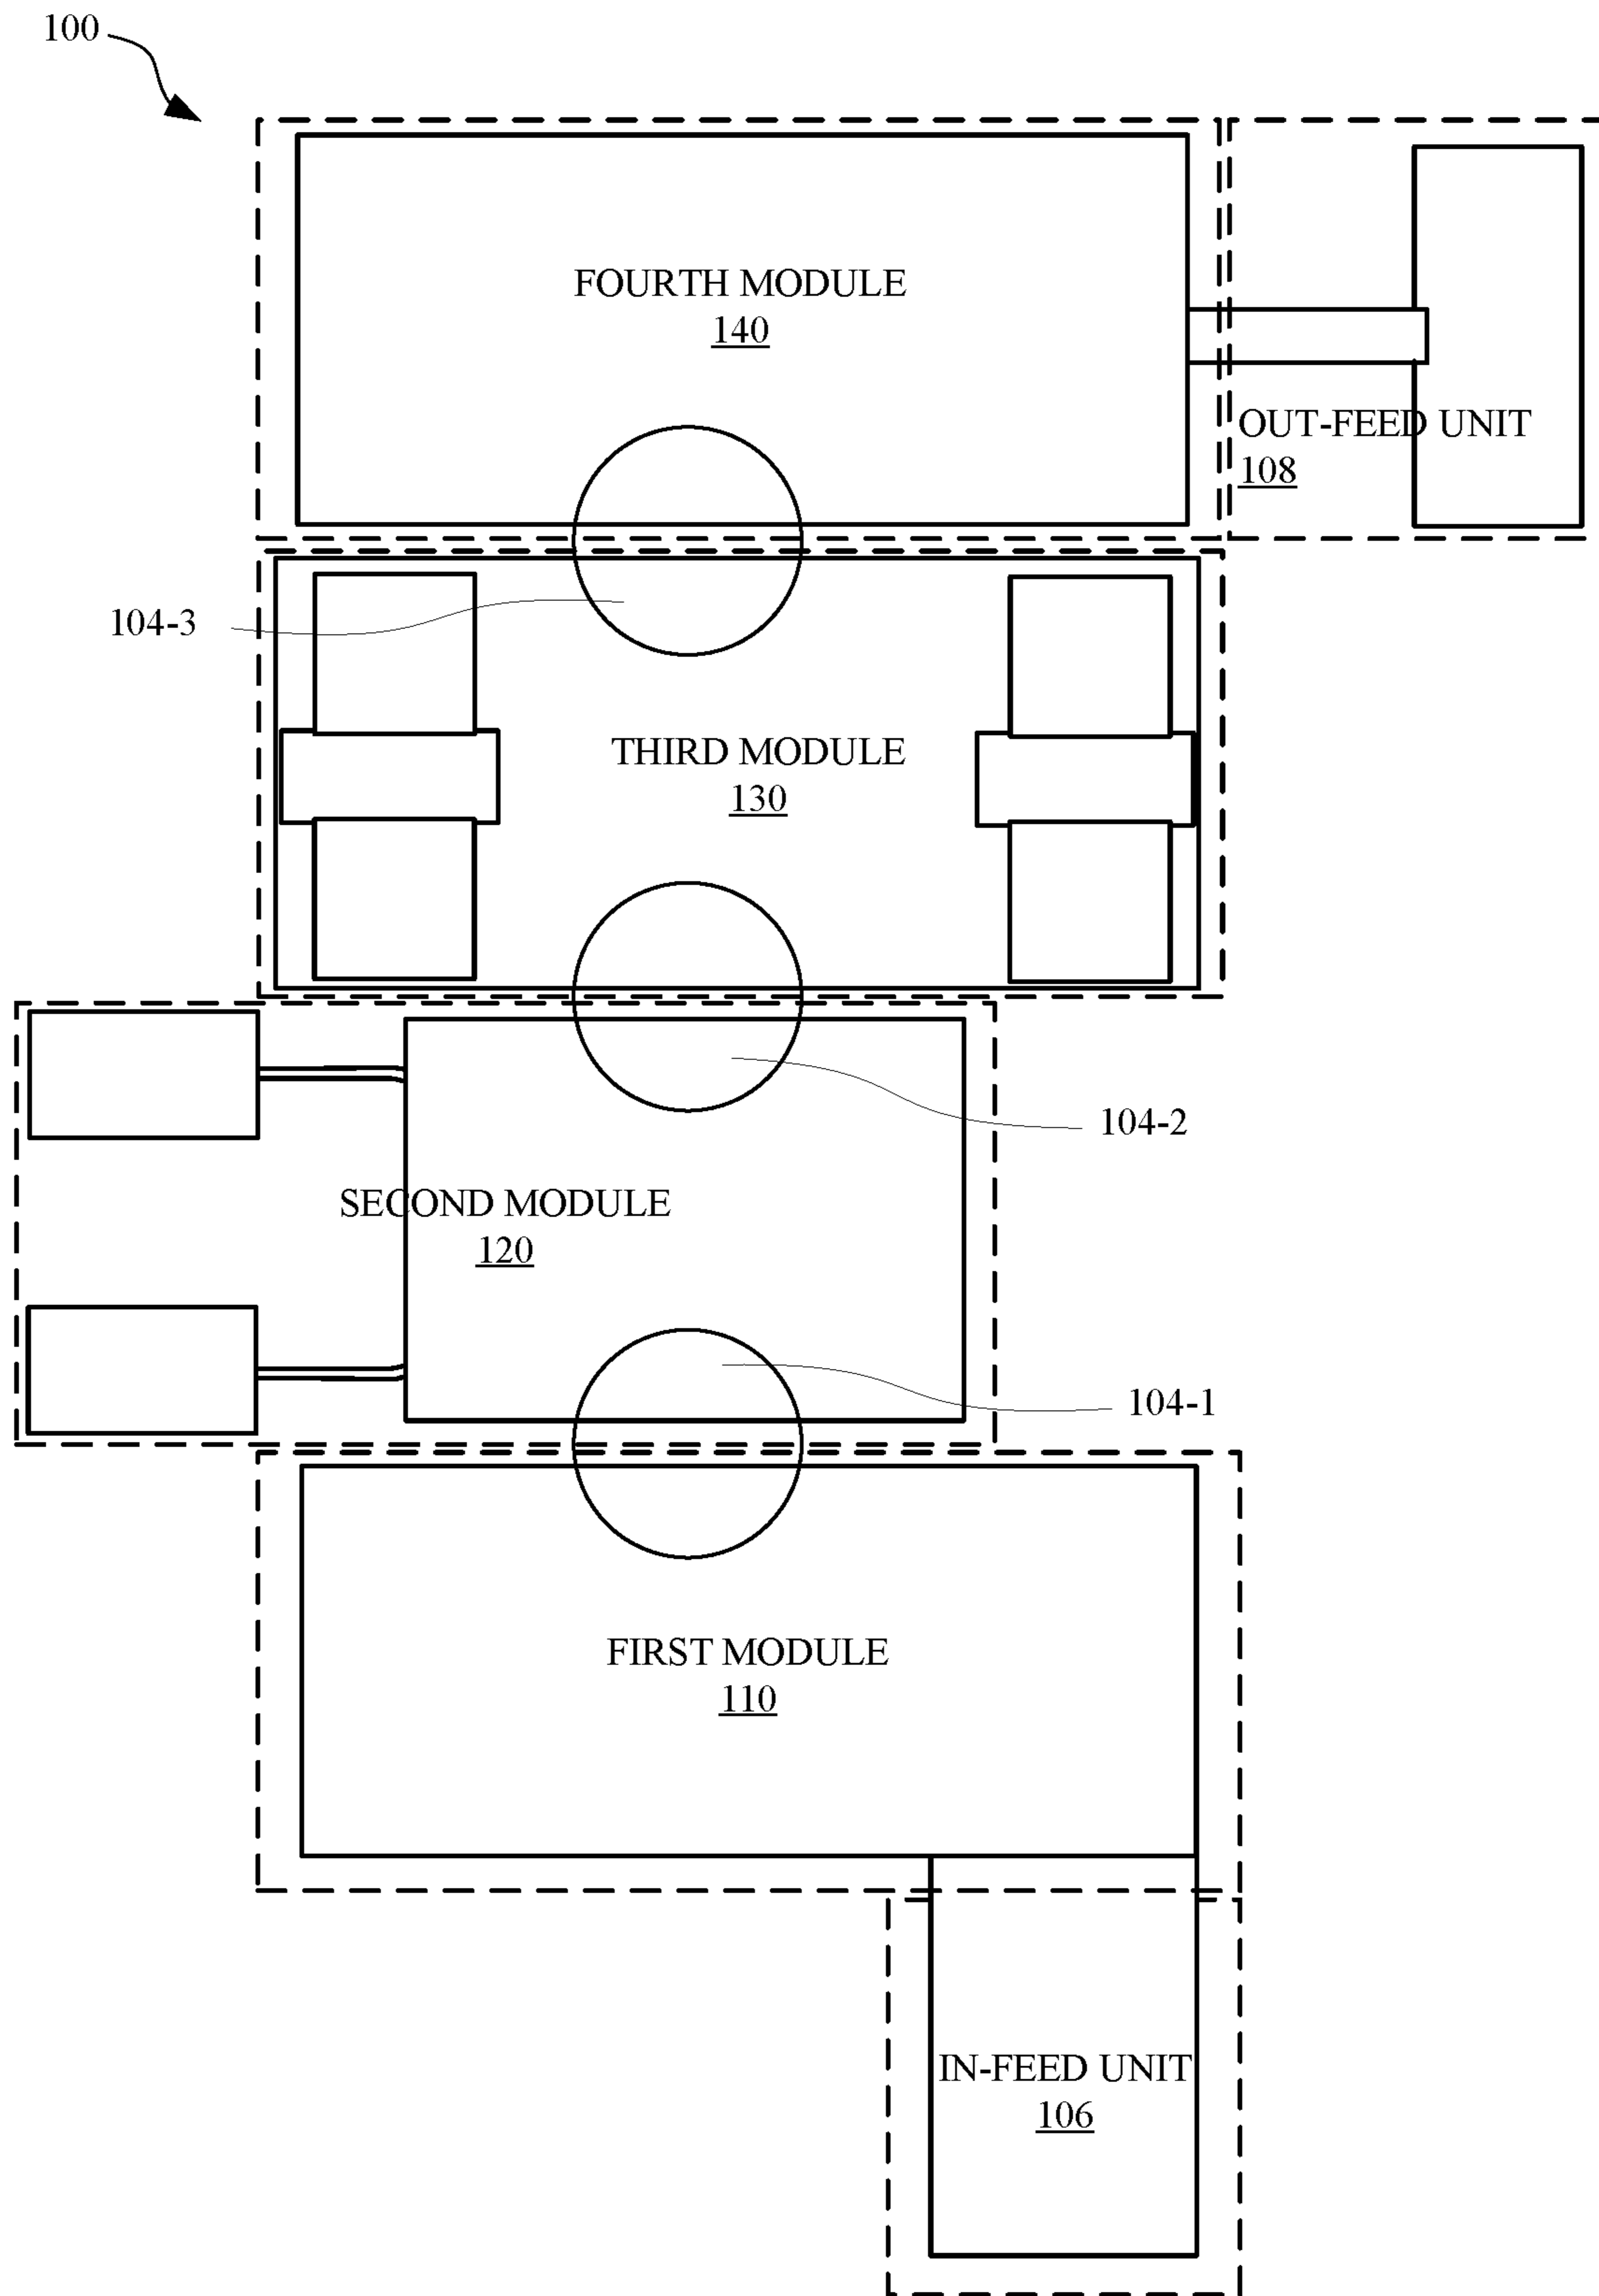 100
FOURTH MODULE
140
OUT-FEED UNIT
108
104-3
THIRD MODULE
130
104-2
SECOND MODULE
120
104-1
FIRST MODULE
110
IN-FEED UNIT
106